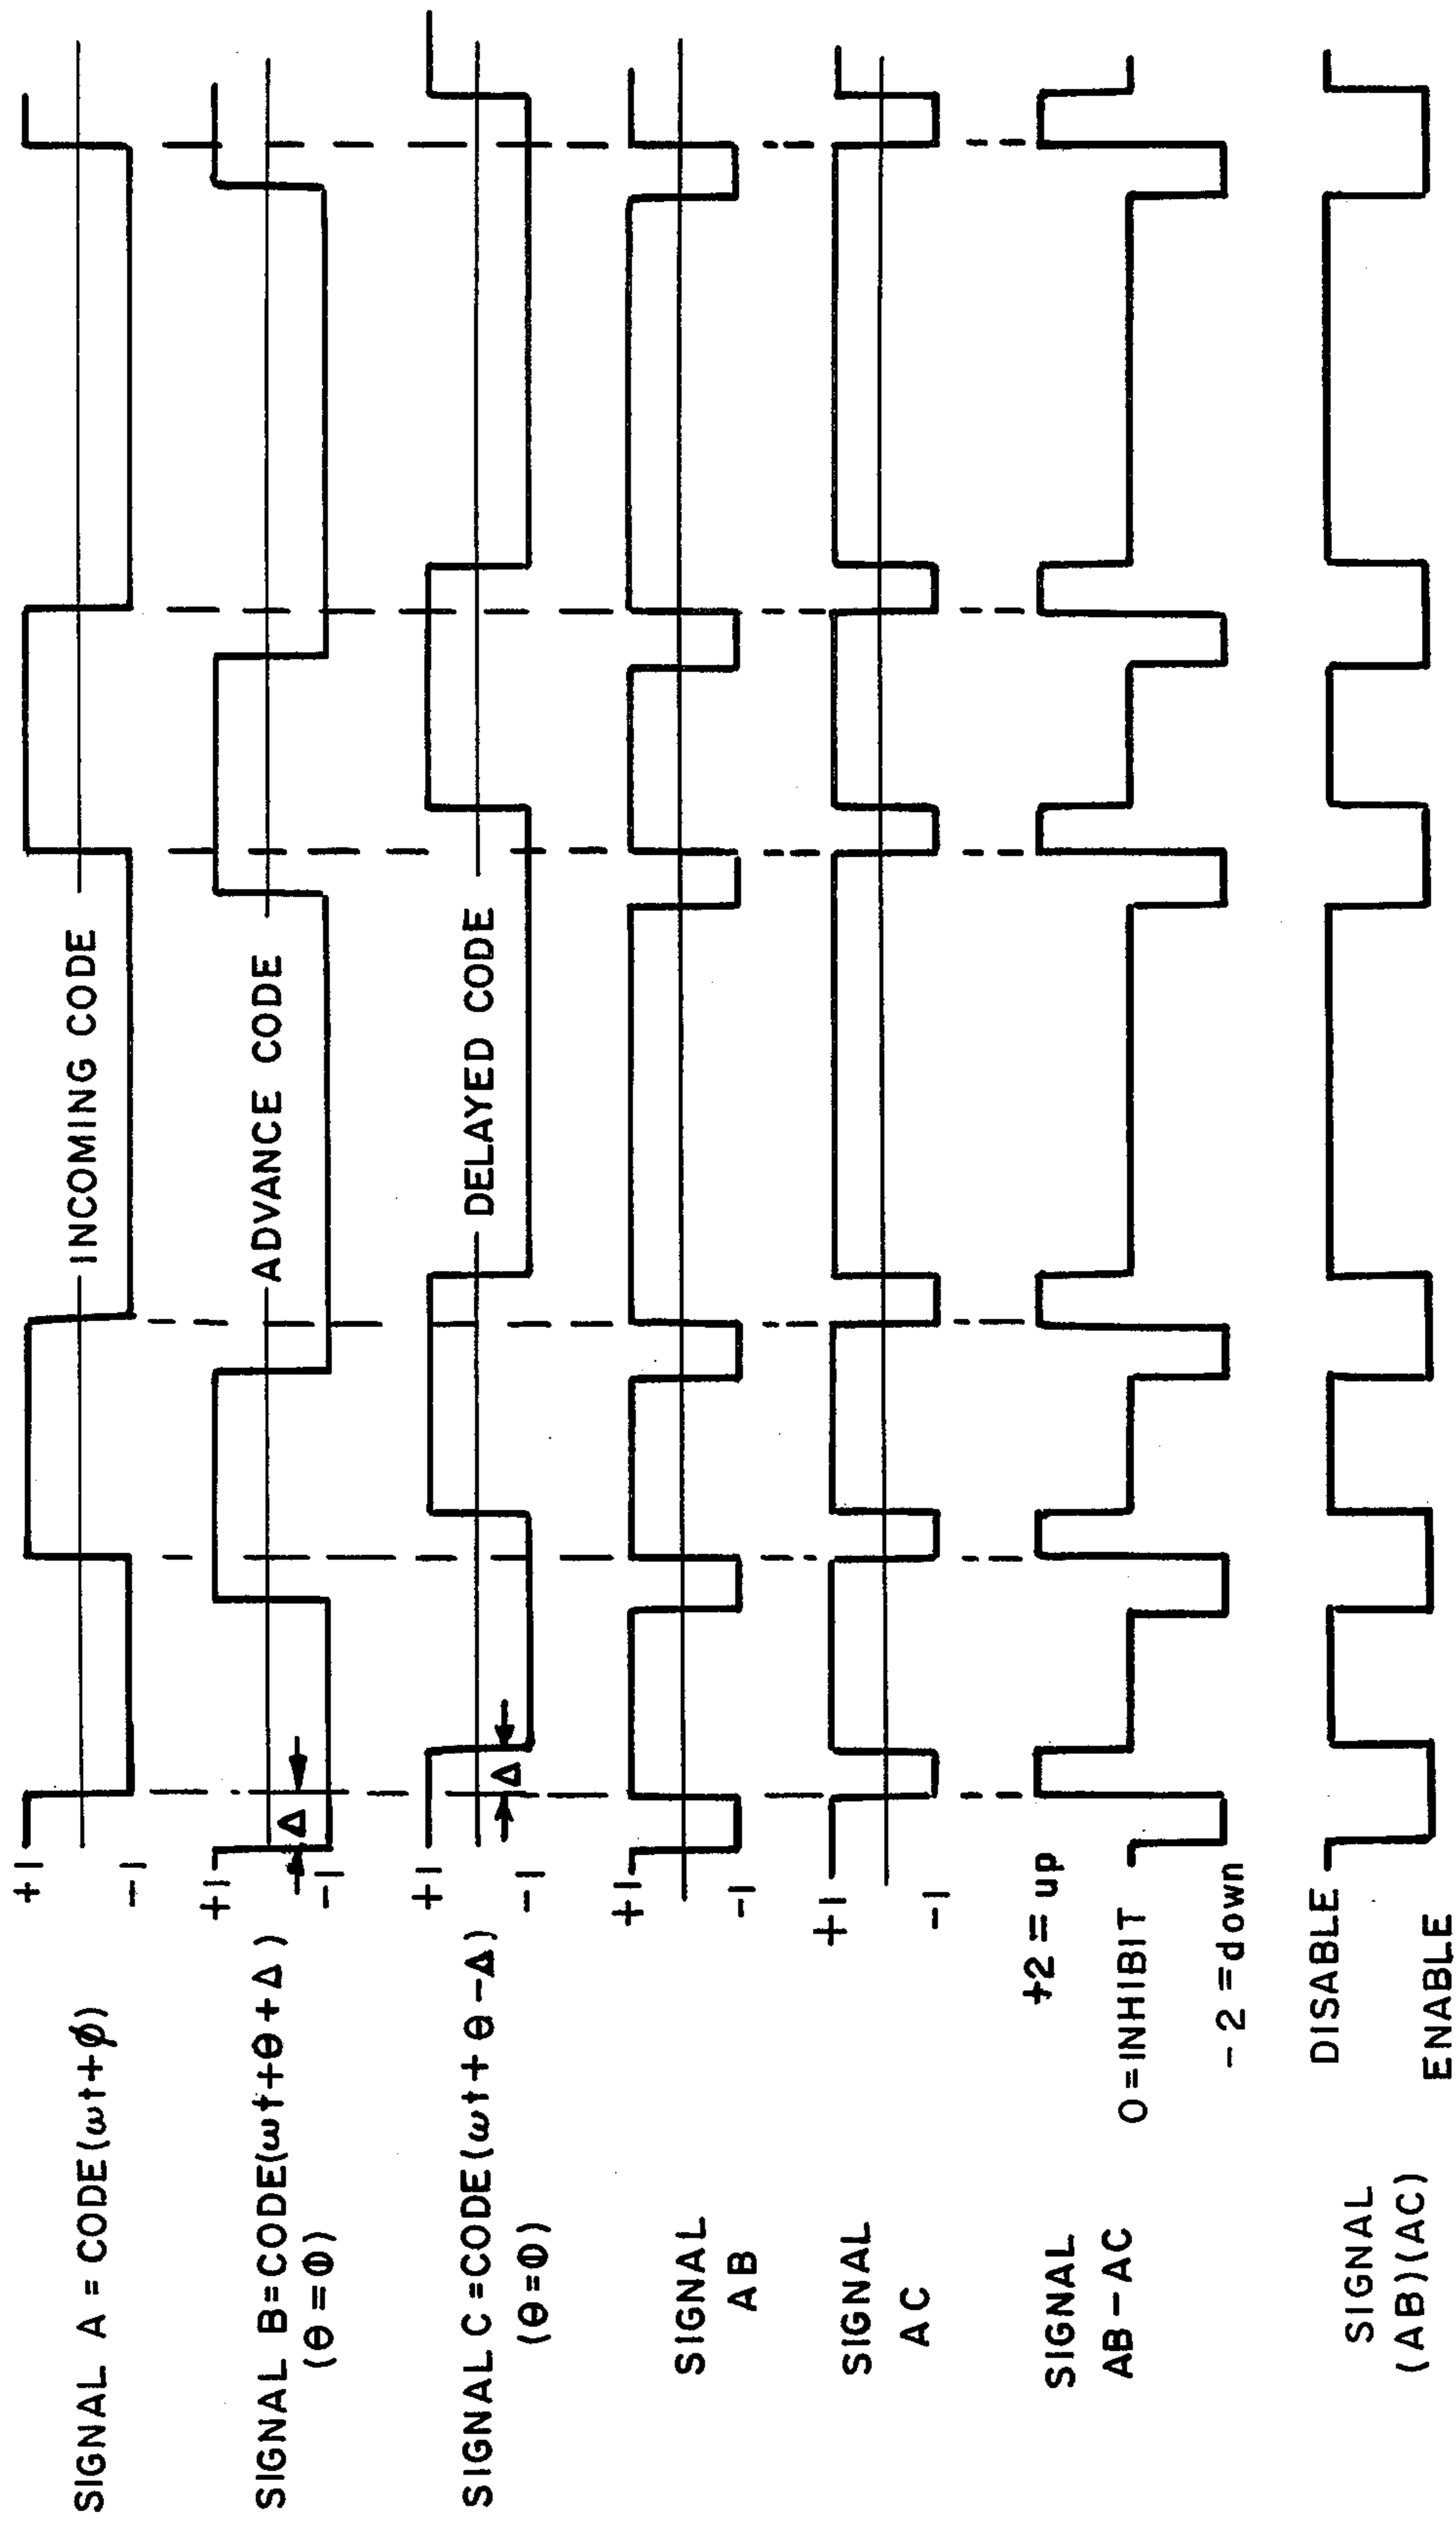 SIGNAL A = CODE (ωt+ø)
+1
-1
INCOMING CODE
SIGNAL B=CODE(ωt+θ+Δ)
(θ=Φ)
+1
-1
Δ
ADVANCE CODE
SIGNAL C=CODE(ωt+θ-Δ)
(θ=Φ)
+1
-1
Δ
DELAYED CODE
SIGNAL
AB
+1
-1
SIGNAL
AC
+1
-1
SIGNAL
AB-AC
+2=up
0=INHIBIT
-2=down
SIGNAL
(AB)(AC)
DISABLE
ENABLE